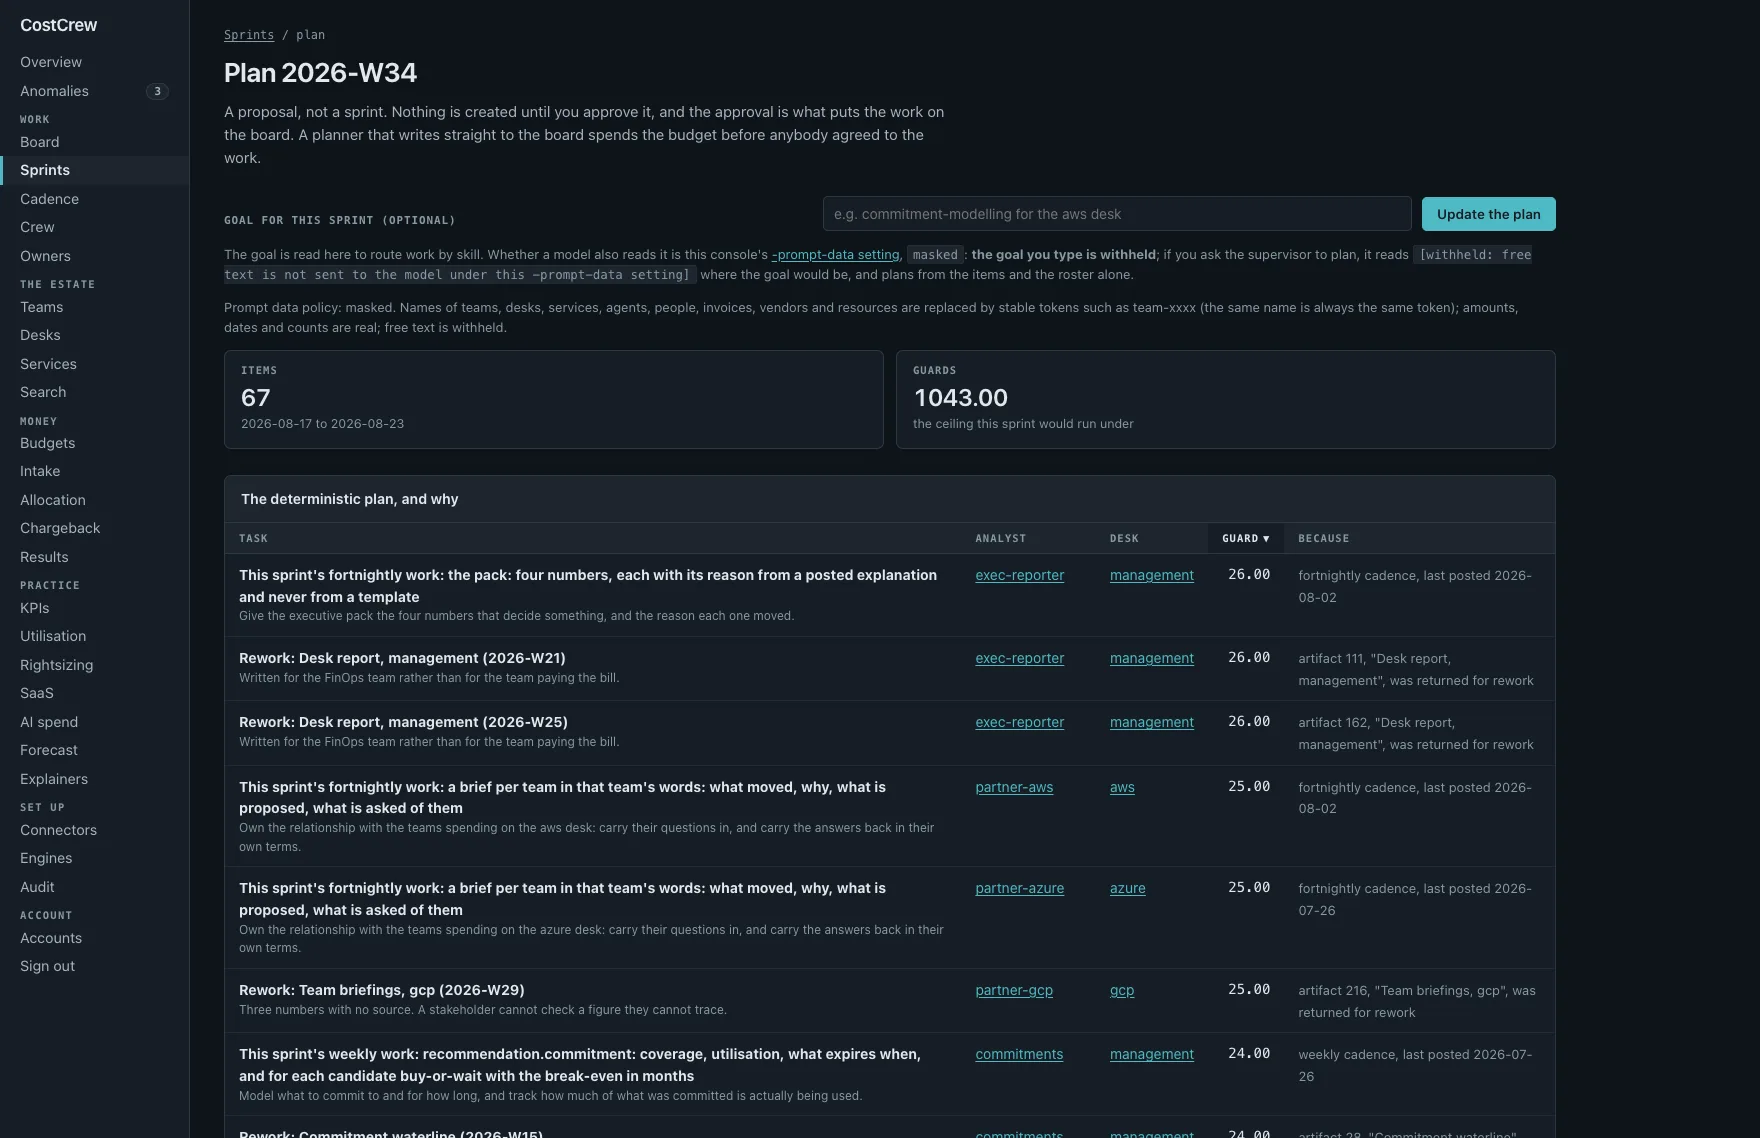 CostCrew
Overview
Anomalies 3
WORK
Board
Sprints
Cadence
Crew
Owners
THE ESTATE
Teams
Desks
Services
Search
MONEY
Budgets
Intake
Allocation
Chargeback
Results
PRACTICE
KPIs
Utilisation
Rightsizing
SaaS
AI spend
Forecast
Explainers
SET UP
Connectors
Engines
Audit
ACCOUNT
Accounts
Sign out
Sprints / plan
Plan 2026-W34
A proposal, not a sprint. Nothing is created until you approve it, and the approval is what puts the work on
the board. A planner that writes straight to the board spends the budget before anybody agreed to the
work.
GOAL FOR THIS SPRINT (OPTIONAL)
e.g. commitment-modelling for the aws desk
Update the plan
The goal is read here to route work by skill. Whether a model also reads it is this console's -prompt-data setting, masked: the goal you type is withheld; if you ask the supervisor to plan, it reads [withheld: free
text is not sent to the model under this -prompt-data setting] where the goal would be, and plans from the items and the roster alone.
Prompt data policy: masked. Names of teams, desks, services, agents, people, invoices, vendors and resources are replaced by stable tokens such as team-xxxx (the same name is always the same token); amounts,
dates and counts are real; free text is withheld.
ITEMS
67
2026-08-17 to 2026-08-23
GUARDS
1043.00
the ceiling this sprint would run under
The deterministic plan, and why
TASK ANALYST DESK GUARD ▼ BECAUSE
This sprint's fortnightly work: the pack: four numbers, each with its reason from a posted explanation exec-reporter management 26.00 fortnightly cadence, last posted 2026-
and never from a template 08-02
Give the executive pack the four numbers that decide something, and the reason each one moved.
Rework: Desk report, management (2026-W21) exec-reporter management 26.00 artifact 111, "Desk report,
Written for the FinOps team rather than for the team paying the bill. management", was returned for rework
Rework: Desk report, management (2026-W25) exec-reporter management 26.00 artifact 162, "Desk report,
Written for the FinOps team rather than for the team paying the bill. management", was returned for rework
This sprint's fortnightly work: a brief per team in that team's words: what moved, why, what is partner-aws aws 25.00 fortnightly cadence, last posted 2026-
proposed, what is asked of them 08-02
Own the relationship with the teams spending on the aws desk: carry their questions in, and carry the answers back in their
own terms.
This sprint's fortnightly work: a brief per team in that team's words: what moved, why, what is partner-azure azure 25.00 fortnightly cadence, last posted 2026-
proposed, what is asked of them 07-26
Own the relationship with the teams spending on the azure desk: carry their questions in, and carry the answers back in their
own terms.
Rework: Team briefings, gcp (2026-W29) partner-gcp gcp 25.00 artifact 216, "Team briefings, gcp", was
Three numbers with no source. A stakeholder cannot check a figure they cannot trace. returned for rework
This sprint's weekly work: recommendation.commitment: coverage, utilisation, what expires when, commitments management 24.00 weekly cadence, last posted 2026-07-
and for each candidate buy-or-wait with the break-even in months 26
Model what to commit to and for how long, and track how much of what was committed is actually being used.
Rework: Commitment waterline (2026-W15) commitments management 24.00 artifact 28, "Commitment waterline",